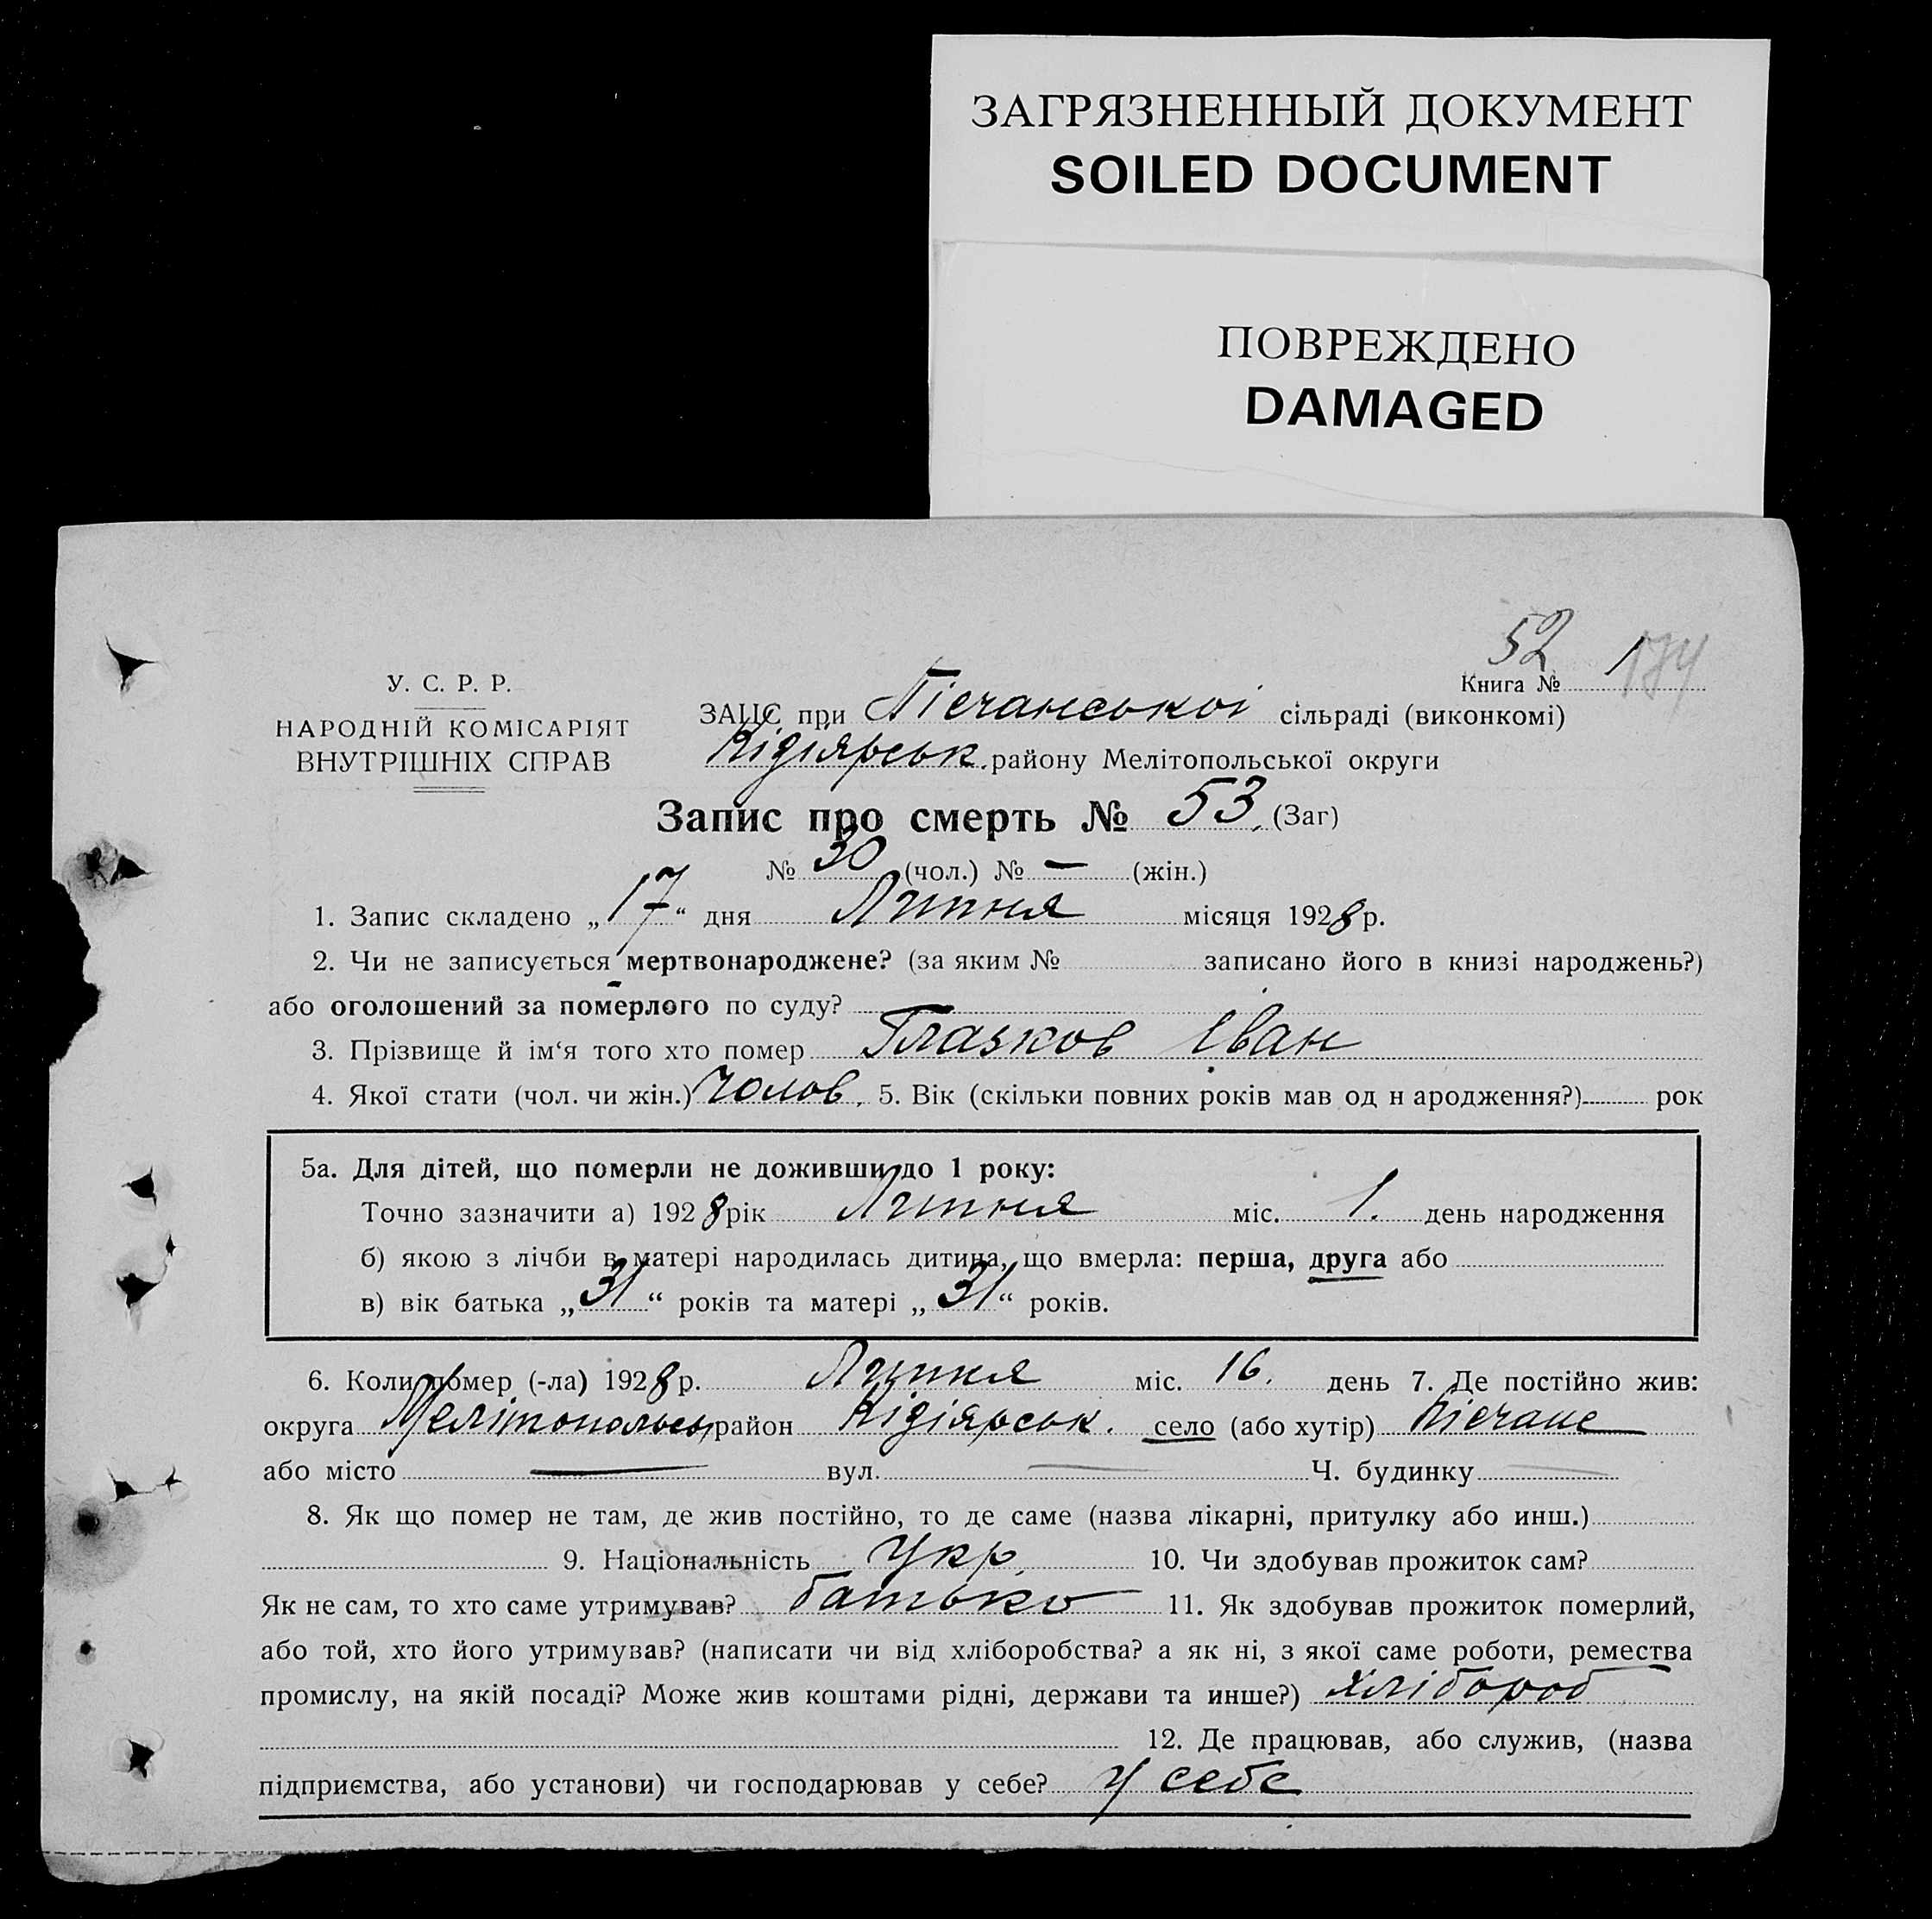 ЗАГРЯЗНЕННЫЙ ДОКУМЕНТ
SOILED DOCUMENT
ПОВРЕЖДЕНО
DAMAGED
52 174
Книга №
У. С. Р. Р.
НАРОДНІЙ КОМІСАРІЯТ
ВНУТРІШНІХ СПРАВ
ЗАЦС при Пісчанської сільраді (виконкомі)
Кідіярськ. району Мелітопольської округи
Запис про смерть № 53. (Заг)
№ 30 (чол.) № — (жін.)
1. Запис складено „17“ дня Липня місяця 1928 р.
2. Чи не записується мертвонароджене? (за яким № записано його в книзі народжень?)
або оголошений за померлого по суду?
3. Прізвище й ім‘я того хто помер Глазков Іван
4. Якої стати (чол. чи жін.) Чолов. 5. Вік (скільки повних років мав од н ародження?) рок
5а. Для дітей, що померли не доживши до 1 року:
Точно зазначити а) 1928 рік Липня міс. 1. день народження
б) якою з лічби в матері народилась дитина, що вмерла: перша, друга або
в) вік батька „31“ років та матері „31“ років.
6. Коли помер (-ла) 1928 р. Липня міс. 16. день 7. Де постійно жив:
округа Мелітопольськ район Кідіярськ. село (або хутір) Пісчане
або місто — вул. — Ч. будинку —
8. Як що помер не там, де жив постійно, то де саме (назва лікарні, притулку або инш.)
9. Національність Укр. 10. Чи здобував прожиток сам?
Як не сам, то хто саме утримував? батько 11. Як здобував прожиток померлий,
або той, хто його утримував? (написати чи від хліборобства? а як ні, з якої саме роботи, ремества
промислу, на якій посаді? Може жив коштами рідні, держави та инше?) хлібороб
12. Де працював, або служив, (назва
підприємства, або установи) чи господарював у себе? у себе